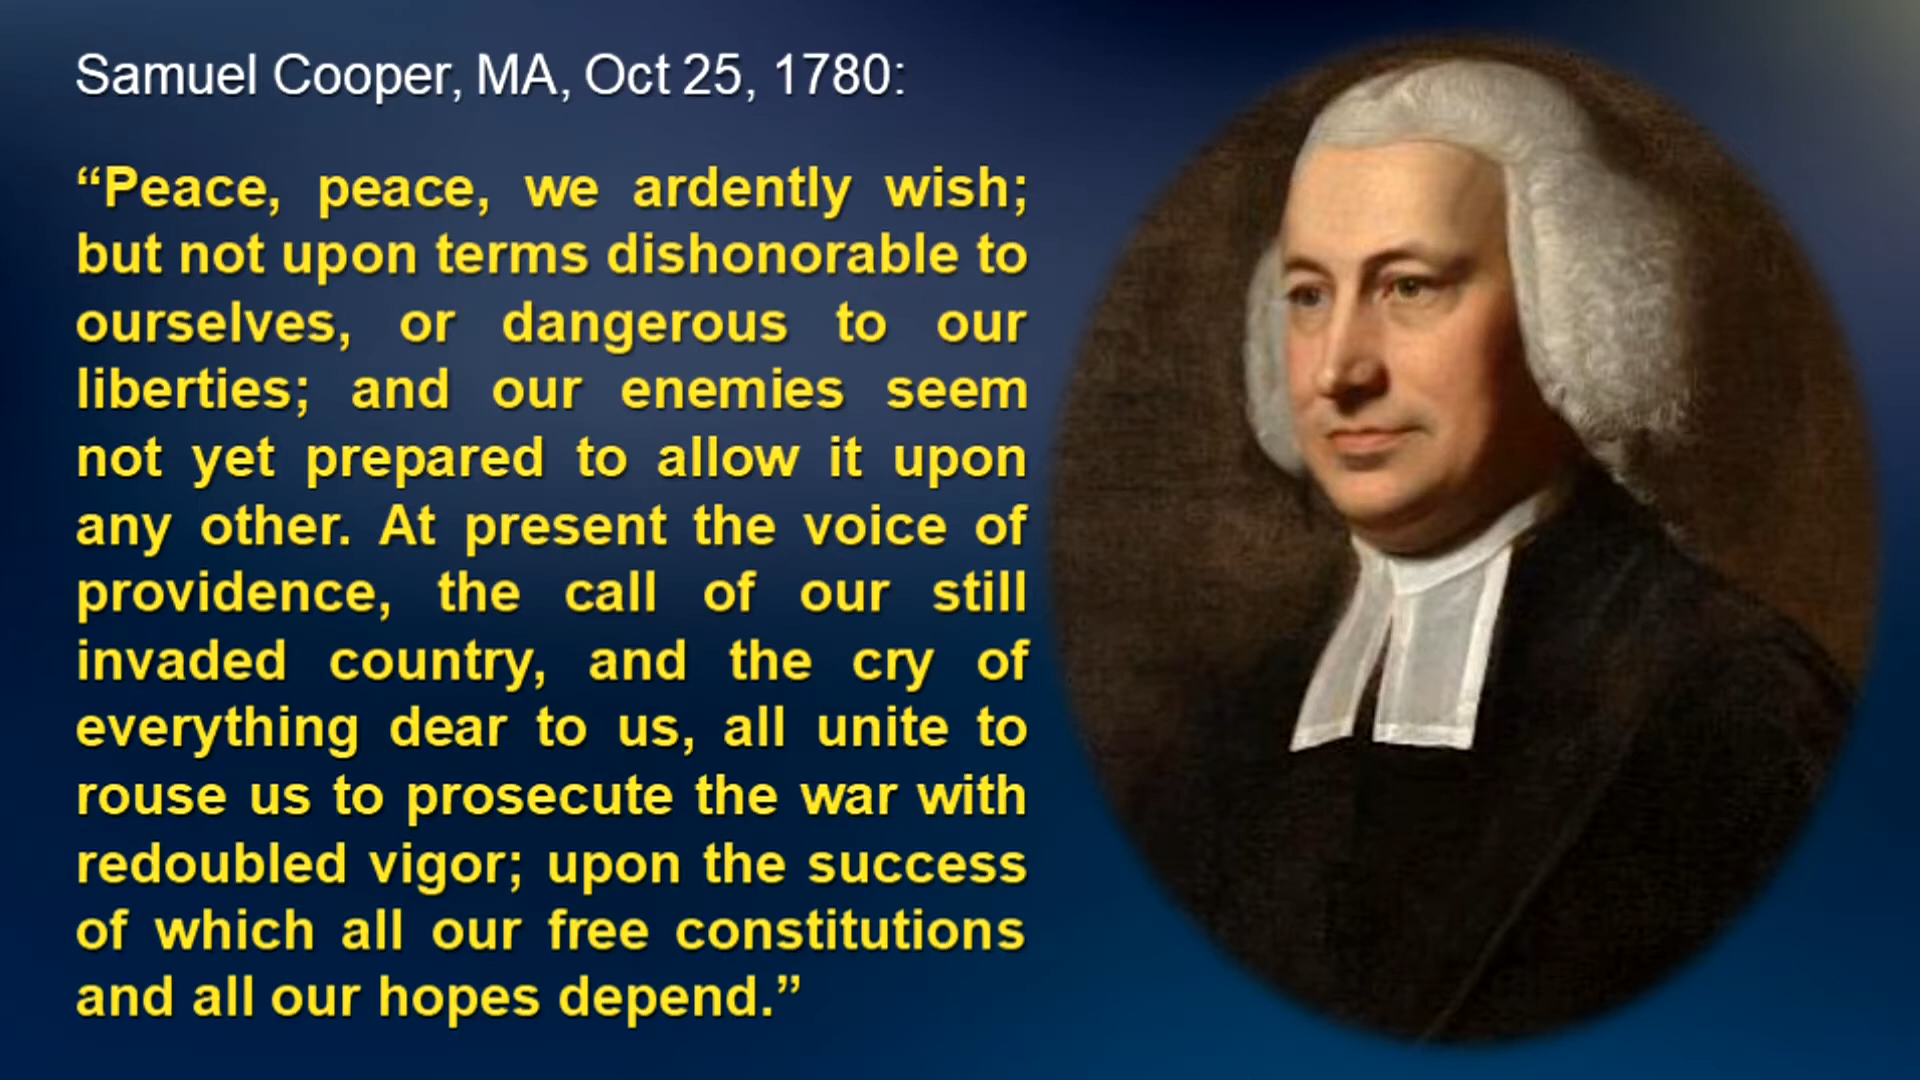 Samuel Cooper, MA, Oct 25, 1780:
“Peace, peace, we ardently wish;
but not upon terms dishonorable to
ourselves, or dangerous to our
liberties; and our enemies seem
not yet prepared to allow it upon
any other. At present the voice of
providence, the call of our still
invaded country, and the cry of
everything dear to us, all unite to
rouse us to prosecute the war with
redoubled vigor; upon the success
of which all our free constitutions
and all our hopes depend.”